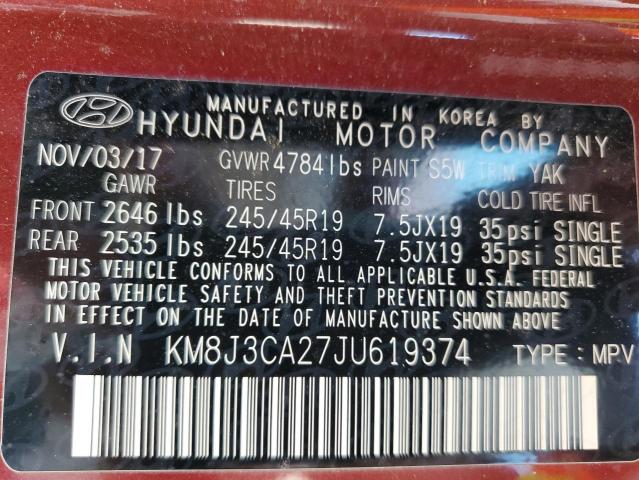 MANUFACTURED IN KOREA BY
HYUNDAI MOTOR COMPANY
NOV/03/17 GVWR 4784lbs PAINT S5W TRIM YAK
GAWR TIRES RIMS COLD TIRE INFL
FRONT 2646 lbs 245/45R19 7.5JX19 35psi SINGLE
REAR 2535 lbs 245/45R19 7.5JX19 35psi SINGLE
THIS VEHICLE CONFORMS TO ALL APPLICABLE U.S.A. FEDERAL
MOTOR VEHICLE SAFETY AND THEFT PREVENTION STANDARDS
IN EFFECT ON THE DATE OF MANUFACTURE SHOWN ABOVE.
V.I.N KM8J3CA27JU619374 TYPE : MPV